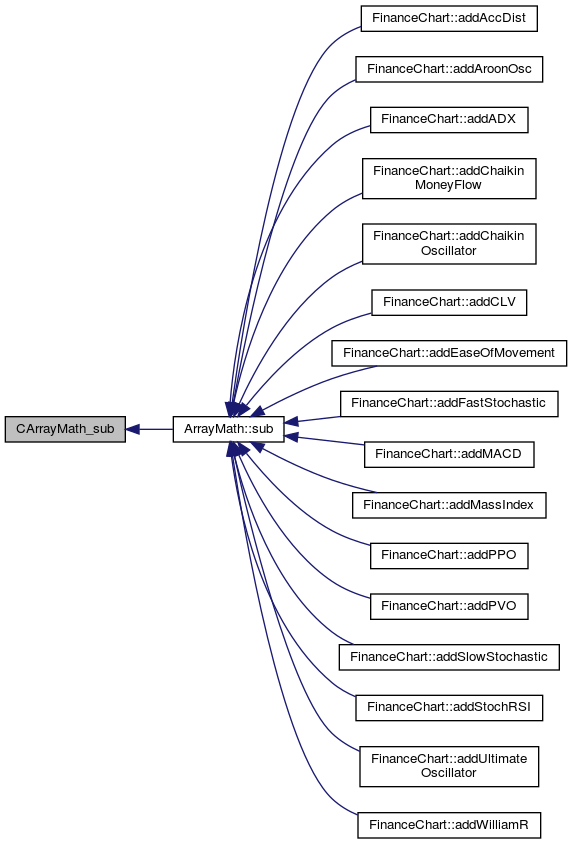 FinanceChart::addAccDist
FinanceChart::addAroonOsc
FinanceChart::addADX
FinanceChart::addChaikin
MoneyFlow
FinanceChart::addChaikin
Oscillator
FinanceChart::addCLV
FinanceChart::addEaseOfMovement
FinanceChart::addFastStochastic
CArrayMath_sub
ArrayMath::sub
FinanceChart::addMACD
FinanceChart::addMassIndex
FinanceChart::addPPO
FinanceChart::addPVO
FinanceChart::addSlowStochastic
FinanceChart::addStochRSI
FinanceChart::addUltimate
Oscillator
FinanceChart::addWilliamR